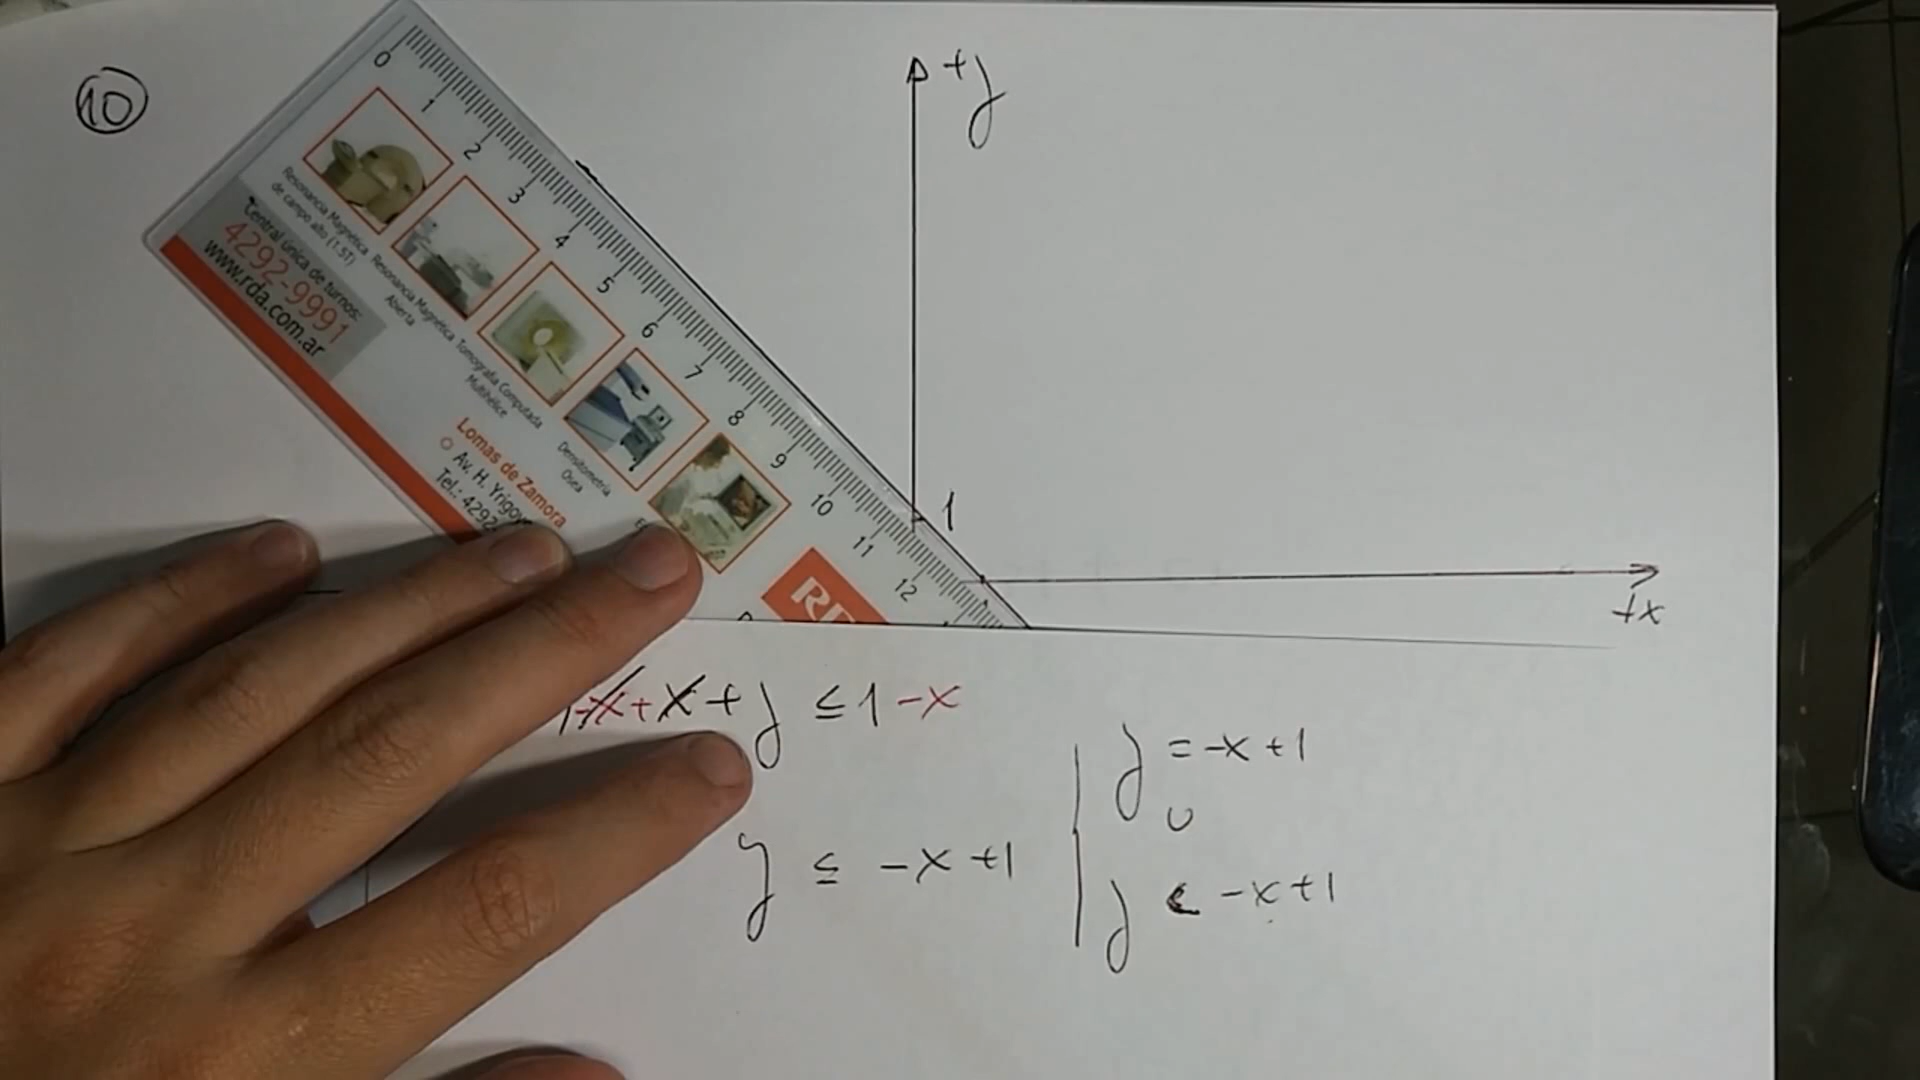 10
+y
0 1 2 3 4 5 6 7 8 9 10 11 12
Resonancia Magnética
de campo alto (1.5T)
Resonancia Magnética
Abierta
Tomografía Computada
Multihélice
Densitometría
Osea
Central única de turnos:
4292-9991
www.rda.com.ar
Lomas de Zamora
Av. H. Yrigoy
Tel.: 4292
1
+x
-x + x + y ≤ 1 - x
y = -x + 1
∪
y ≤ -x + 1
y < -x + 1